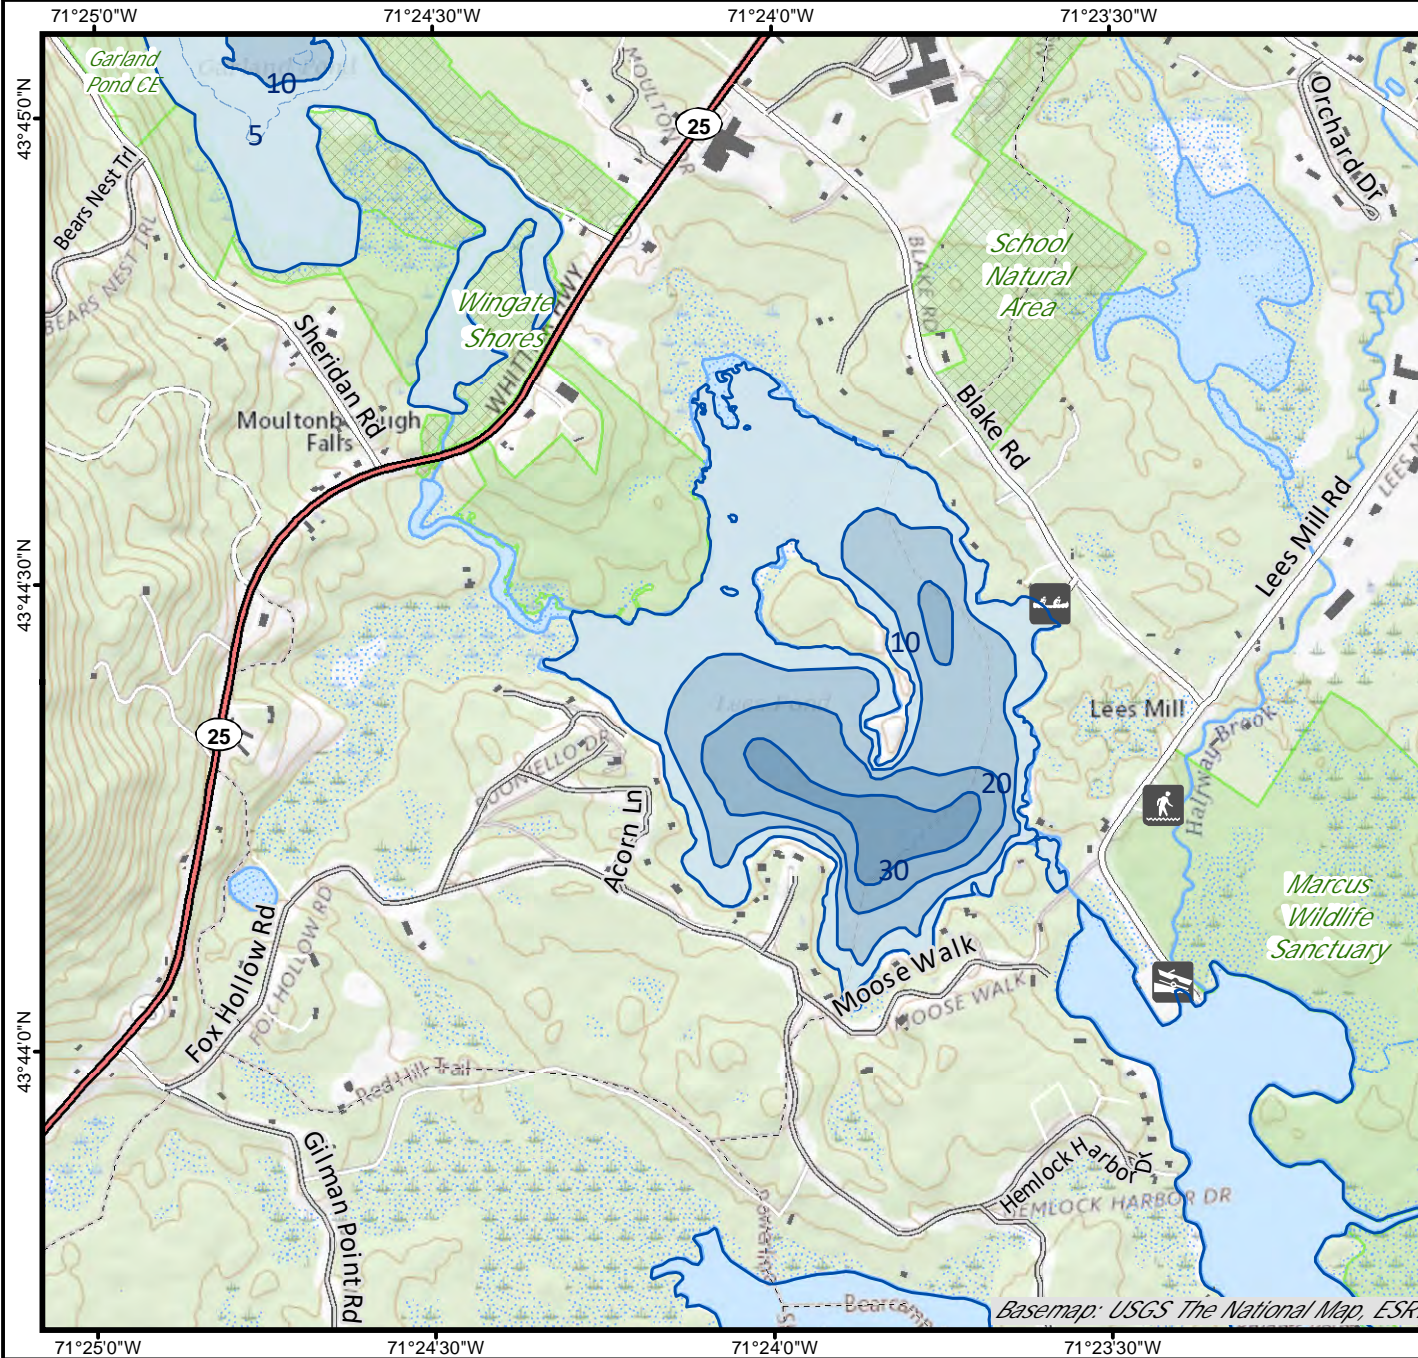 71°25'0"W
71°24'30"W
71°24'0"W
71°23'30"W
43°45'0"N
43°44'30"N
43°44'0"N
Garland
Pond CE
Garland Pond
10
5
MOULTON DR
25
Orchard Dr
Bears Nest Trl
BEARS NEST TRL
School
Natural
Area
BLAKE RD
Wingate
Shores
Sheridan Rd
Moultonborough
Falls
Blake Rd
Lees Mill Rd
10
Lees Pond
Lees Mill
25
Halfway Brook
20
Acorn Ln
30
Marcus
Wildlife
Sanctuary
Fox Hollow Rd
FOX HOLLOW RD
Moose Walk
MOOSE WALK
Red Hill Trail
Gilman Point Rd
Hemlock Harbor Dr
HEMLOCK HARBOR DR
Basemap: USGS The National Map, ESR
71°25'0"W
71°24'30"W
71°24'0"W
71°23'30"W